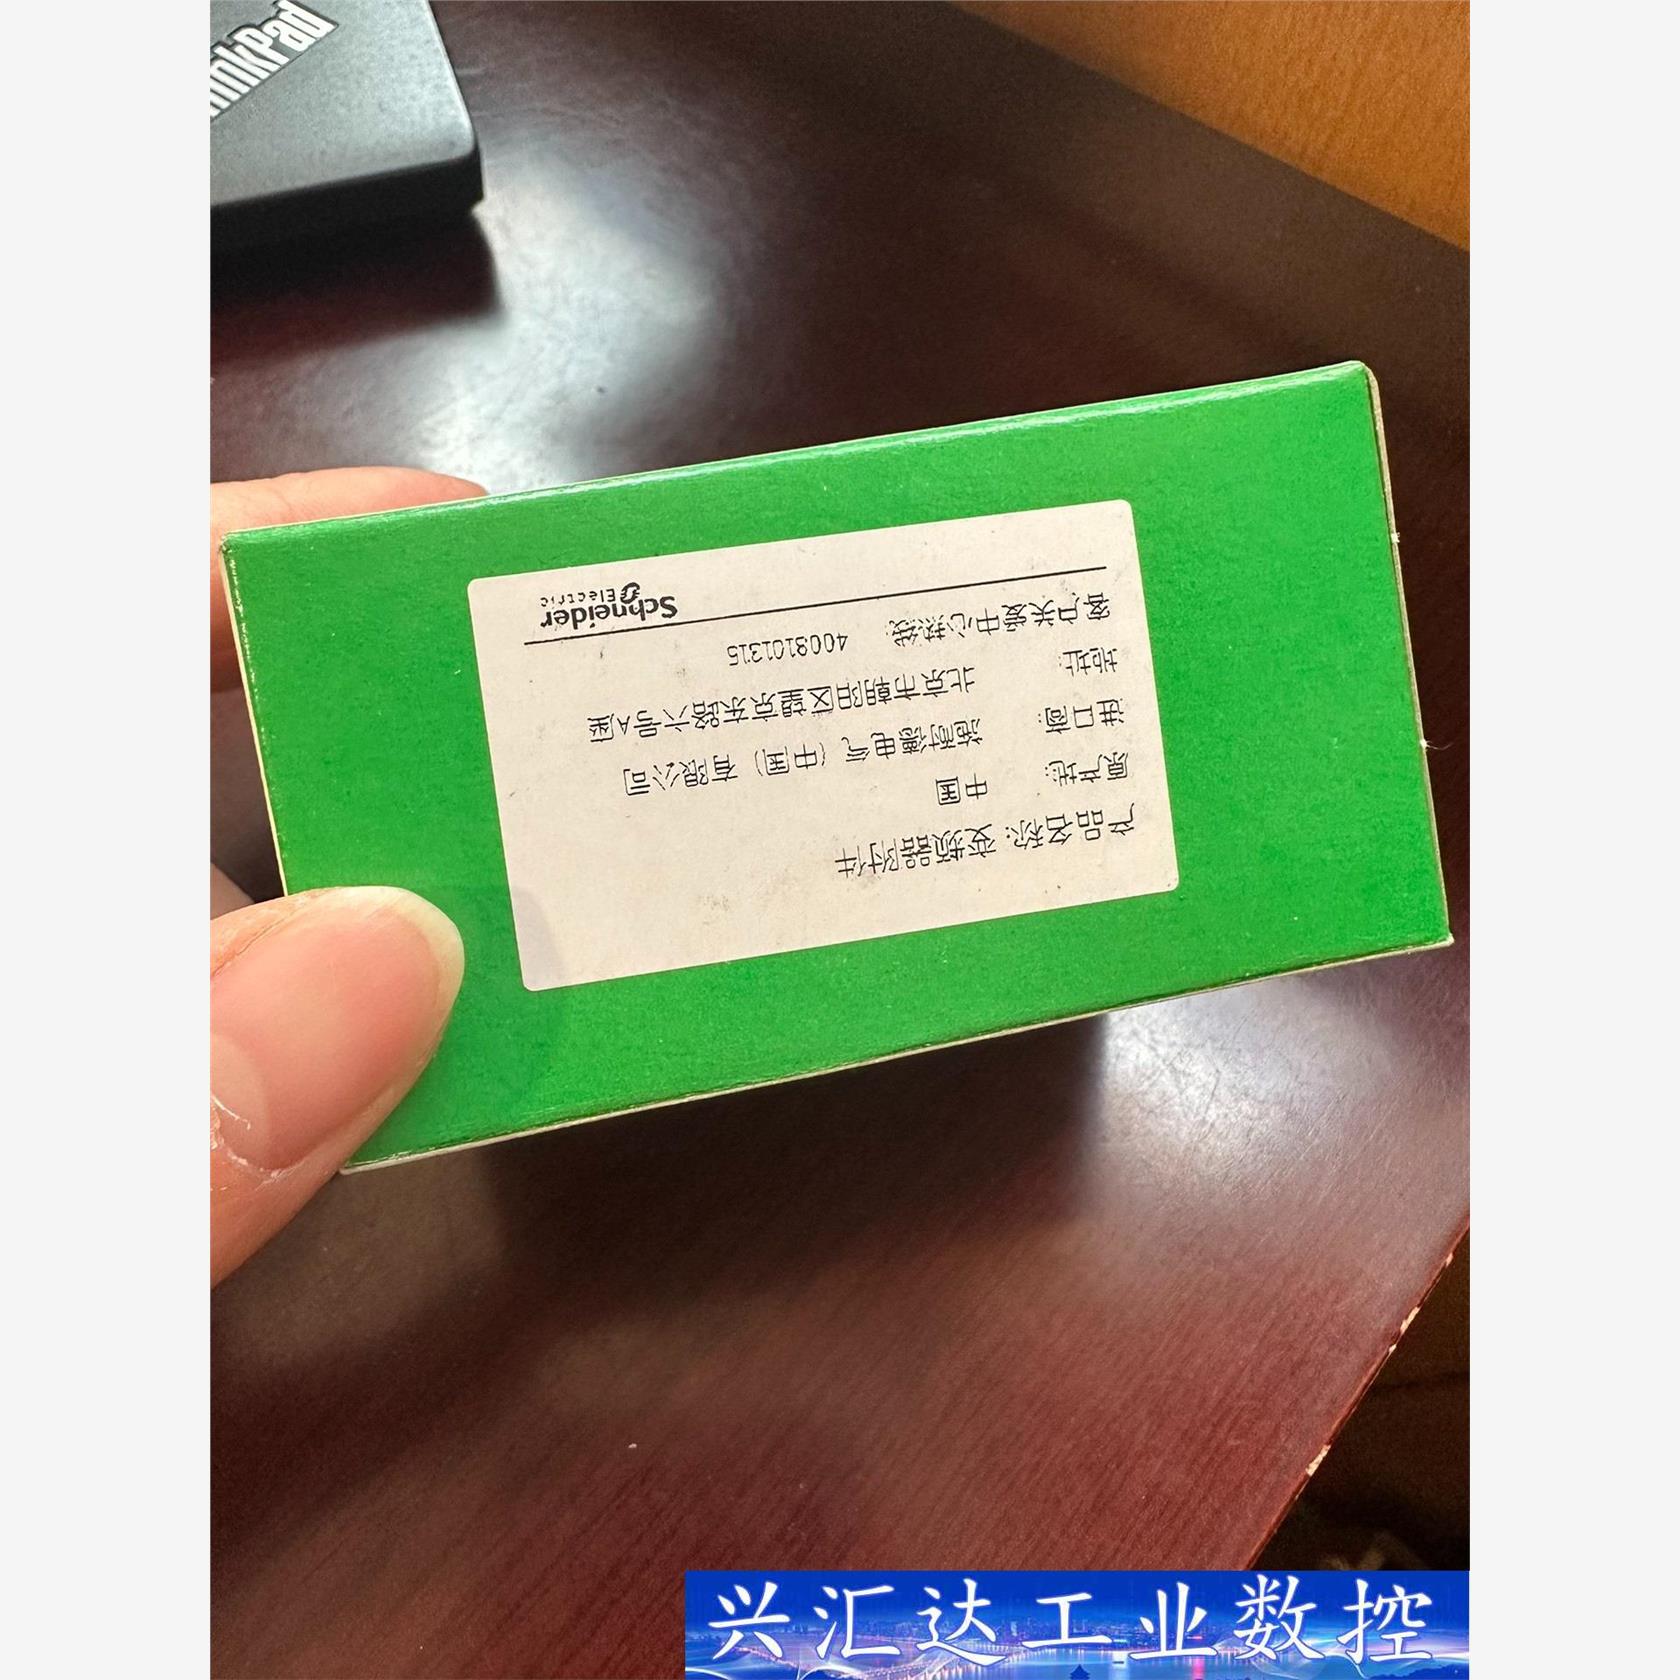 ThinkPad
产品名称: 变频器附件
原产地: 中国
进口商: 施耐德电气（中国）有限公司
地址: 北京市朝阳区望京东路六号A座
客户关爱中心热线: 4008101315
Schneider
Electric
兴汇达工业数控